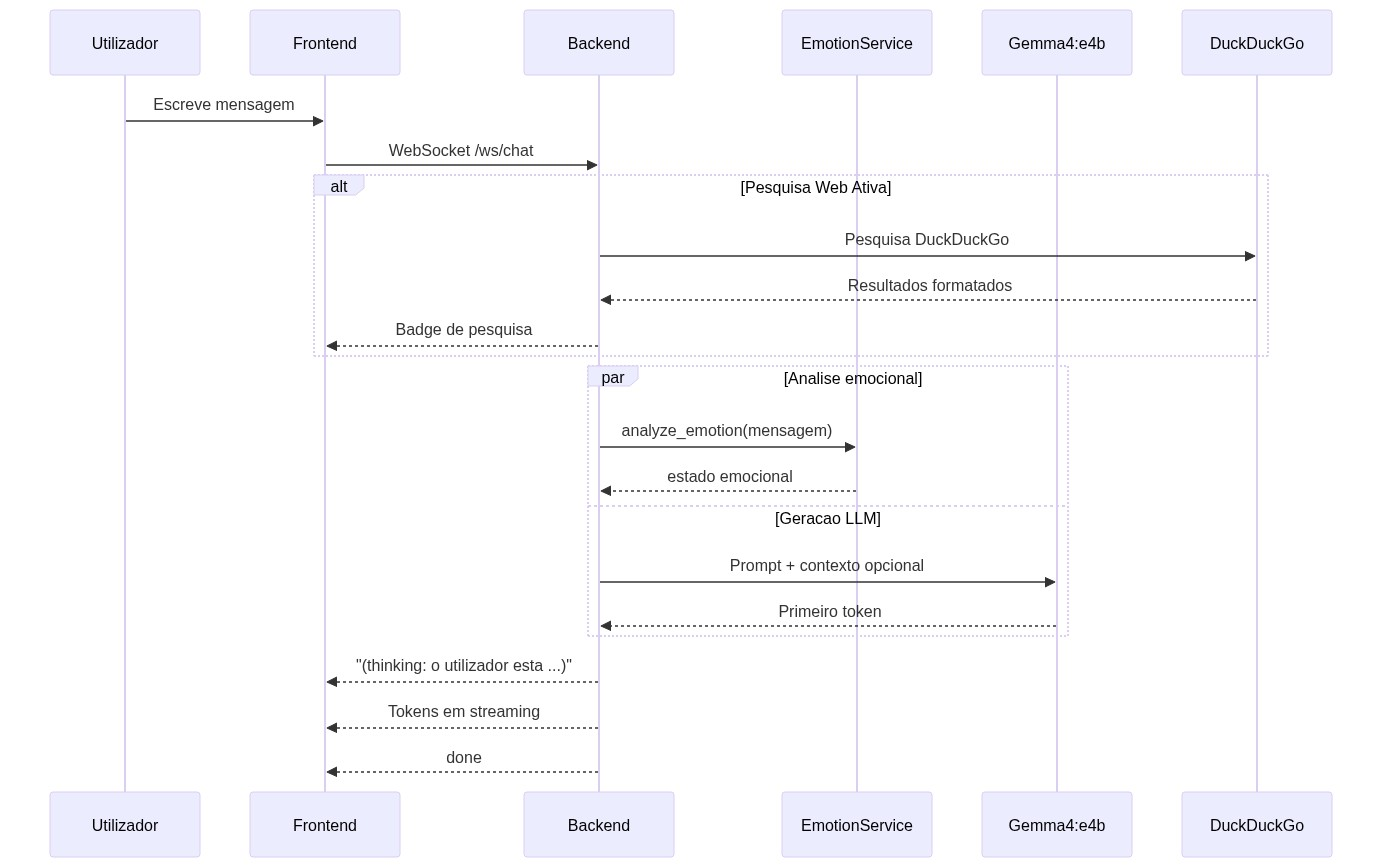 Utilizador
Frontend
Backend
EmotionService
Gemma4:e4b
DuckDuckGo
Escreve mensagem
WebSocket /ws/chat
alt
[Pesquisa Web Ativa]
Pesquisa DuckDuckGo
Resultados formatados
Badge de pesquisa
par
[Analise emocional]
analyze_emotion(mensagem)
estado emocional
[Geracao LLM]
Prompt + contexto opcional
Primeiro token
"(thinking: o utilizador esta ...)"
Tokens em streaming
done
Utilizador
Frontend
Backend
EmotionService
Gemma4:e4b
DuckDuckGo